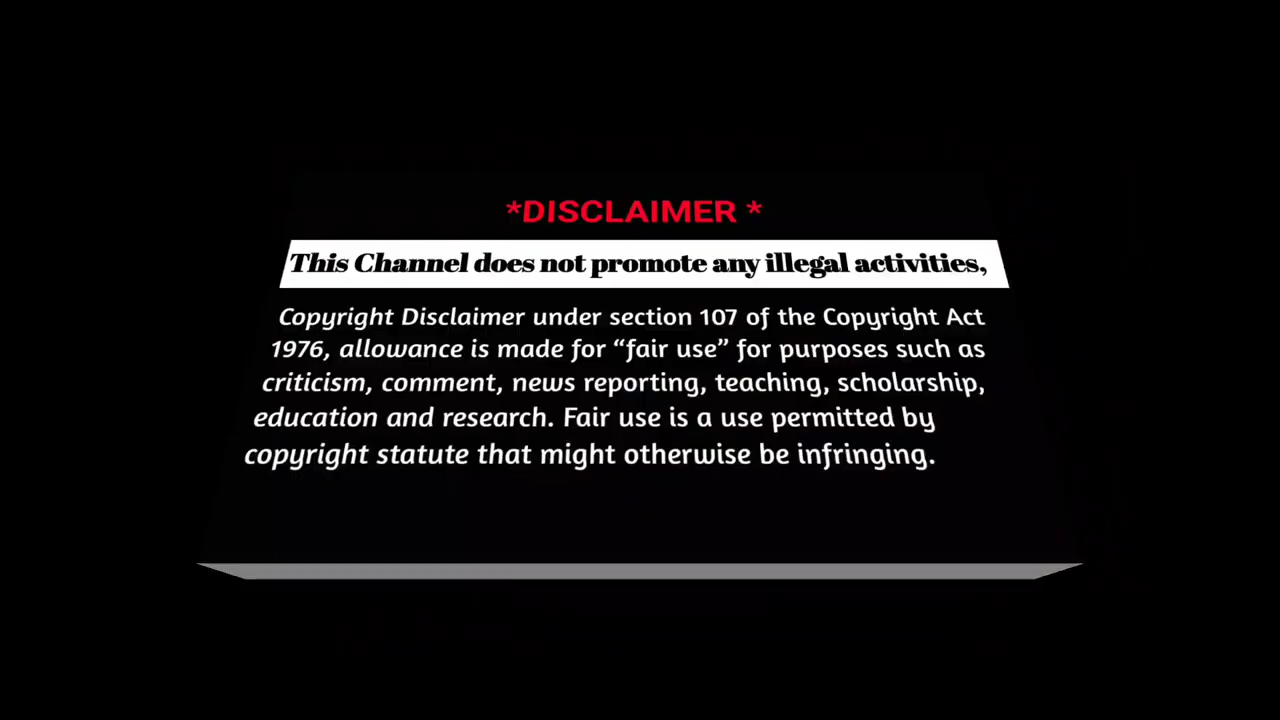 *DISCLAIMER *
This Channel does not promote any illegal activities,
Copyright Disclaimer under section 107 of the Copyright Act
1976, allowance is made for “fair use” for purposes such as
criticism, comment, news reporting, teaching, scholarship,
education and research. Fair use is a use permitted by
copyright statute that might otherwise be infringing.